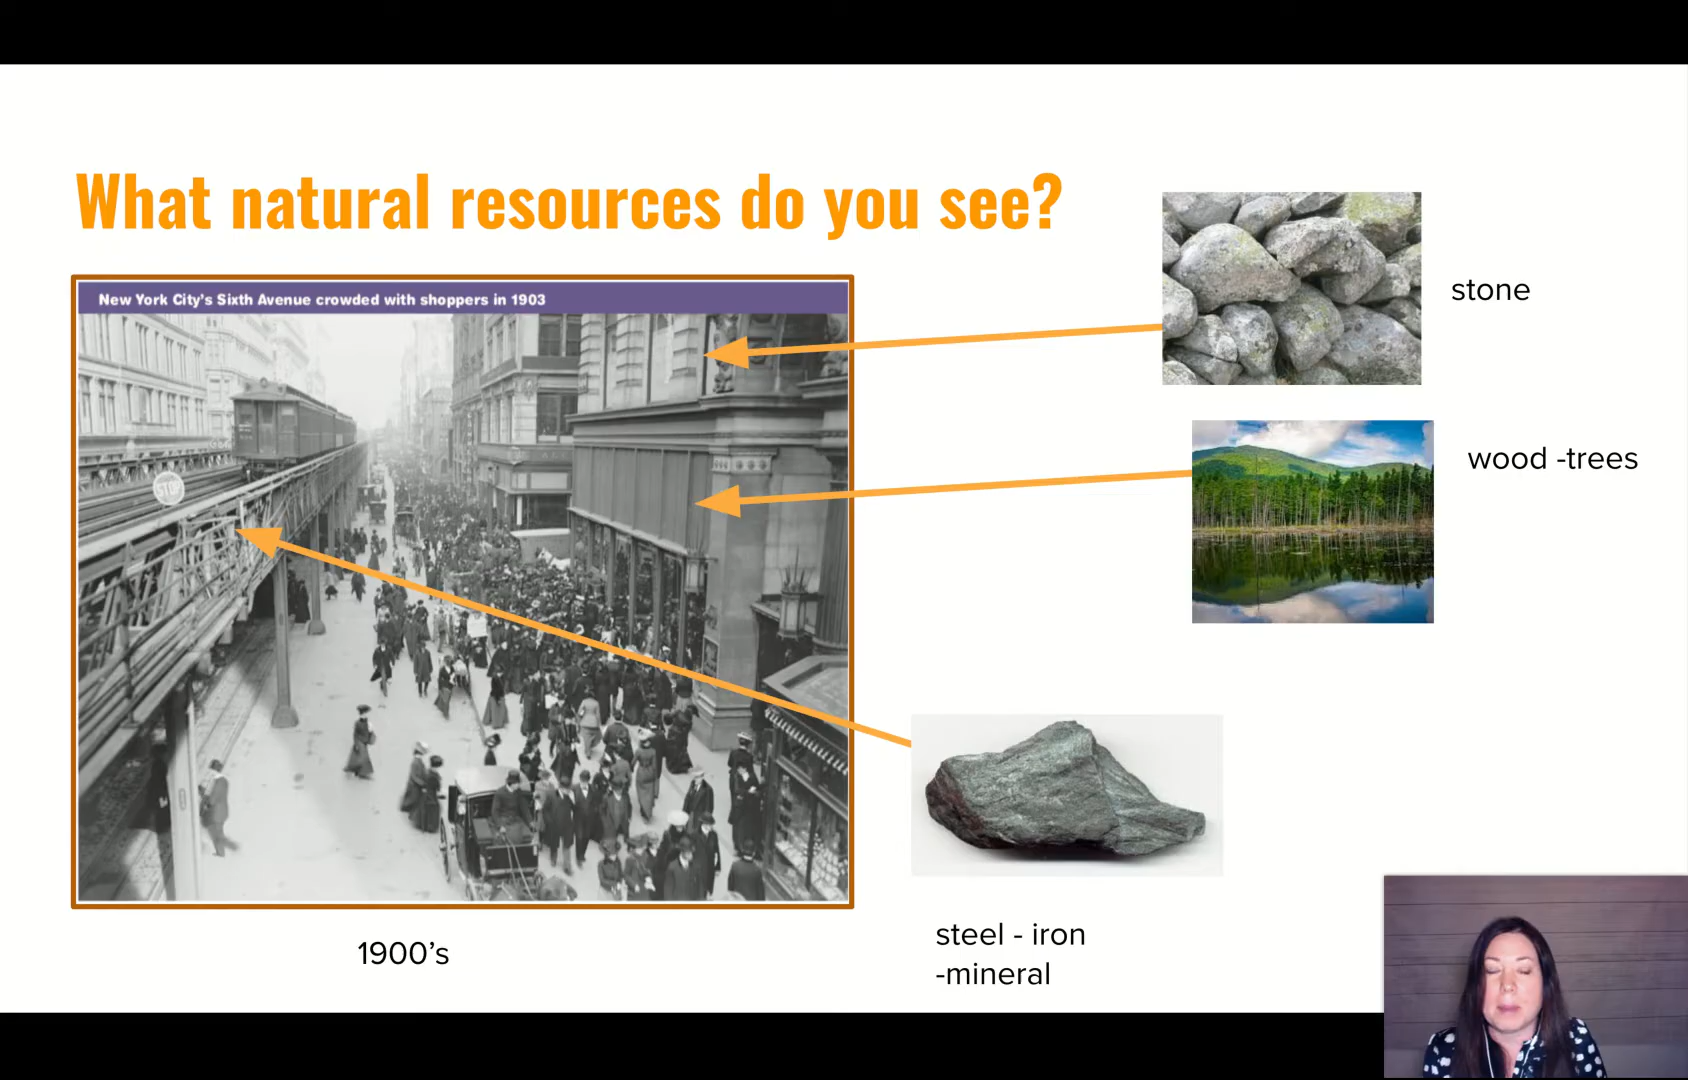 What natural resources do you see?
New York City's Sixth Avenue crowded with shoppers in 1903
STOP
1900's
stone
wood -trees
steel - iron
-mineral